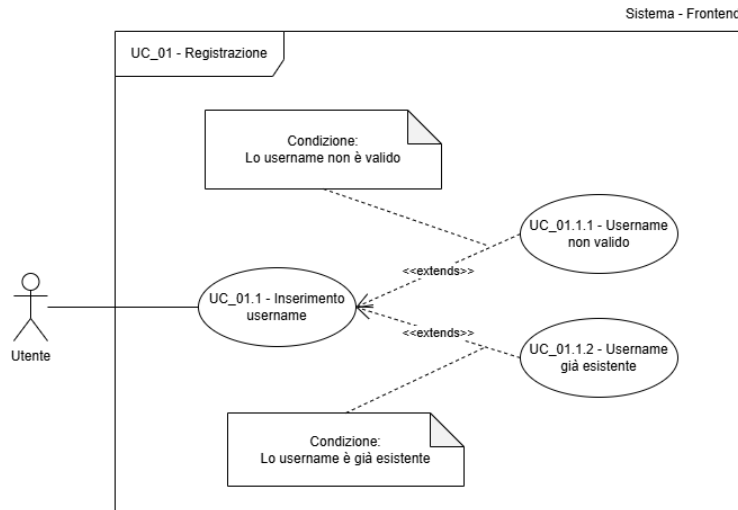 Sistema - Frontend
UC_01 - Registrazione
Condizione:
Lo username non è valido
UC_01.1.1 - Username
non valido
<<extends>>
UC_01.1 - Inserimento
username
<<extends>>
UC_01.1.2 - Username
già esistente
Utente
Condizione:
Lo username è già esistente